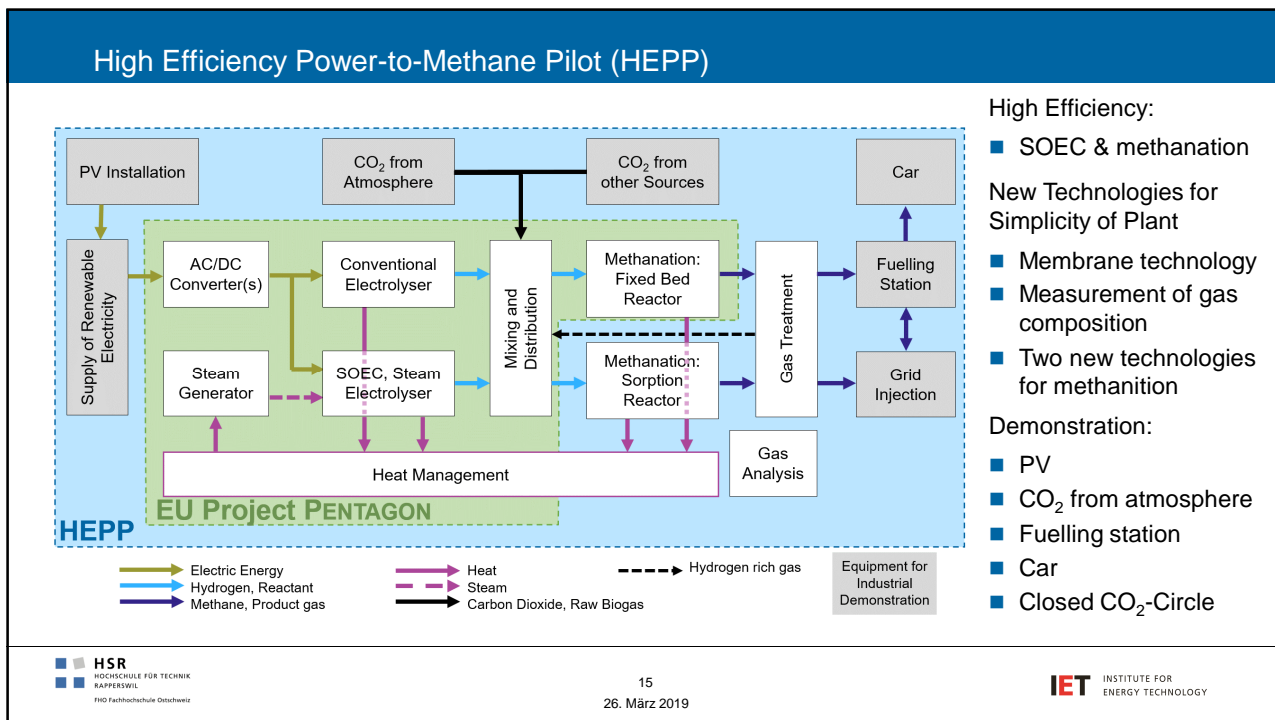 High Efficiency Power-to-Methane Pilot (HEPP)
PV Installation
CO₂ from
Atmosphere
CO₂ from
other Sources
Car
Supply of Renewable
Electricity
AC/DC
Converter(s)
Conventional
Electrolyser
Mixing and
Distribution
Methanation:
Fixed Bed
Reactor
Gas Treatment
Fuelling
Station
Steam
Generator
SOEC, Steam
Electrolyser
Methanation:
Sorption
Reactor
Grid
Injection
Heat Management
Gas
Analysis
EU Project PENTAGON
HEPP
Electric Energy
Hydrogen, Reactant
Methane, Product gas
Heat
Steam
Carbon Dioxide, Raw Biogas
Hydrogen rich gas
Equipment for
Industrial
Demonstration
High Efficiency:
SOEC & methanation
New Technologies for
Simplicity of Plant
Membrane technology
Measurement of gas
composition
Two new technologies
for methanition
Demonstration:
PV
CO₂ from atmosphere
Fuelling station
Car
Closed CO₂-Circle
HSR
HOCHSCHULE FÜR TECHNIK
RAPPERSWIL
FHO Fachhochschule Ostschweiz
15
26. März 2019
IET INSTITUTE FOR
ENERGY TECHNOLOGY